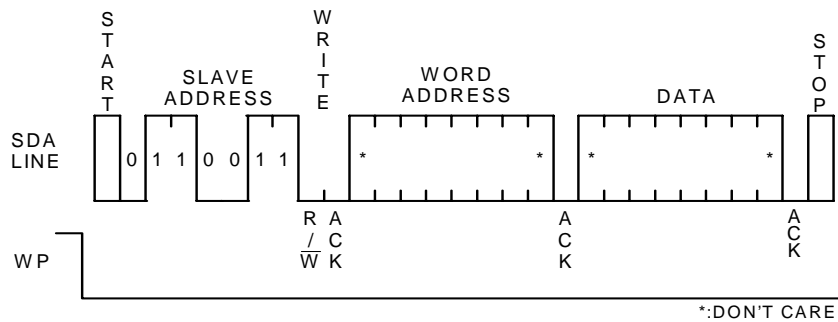 START
WRITE
STOP
SLAVE
ADDRESS
WORD
ADDRESS
DATA
SDA
LINE
0 1 1 0 0 1 1
* * * *
R/W
ACK
ACK
ACK
WP
*:DON'T CARE